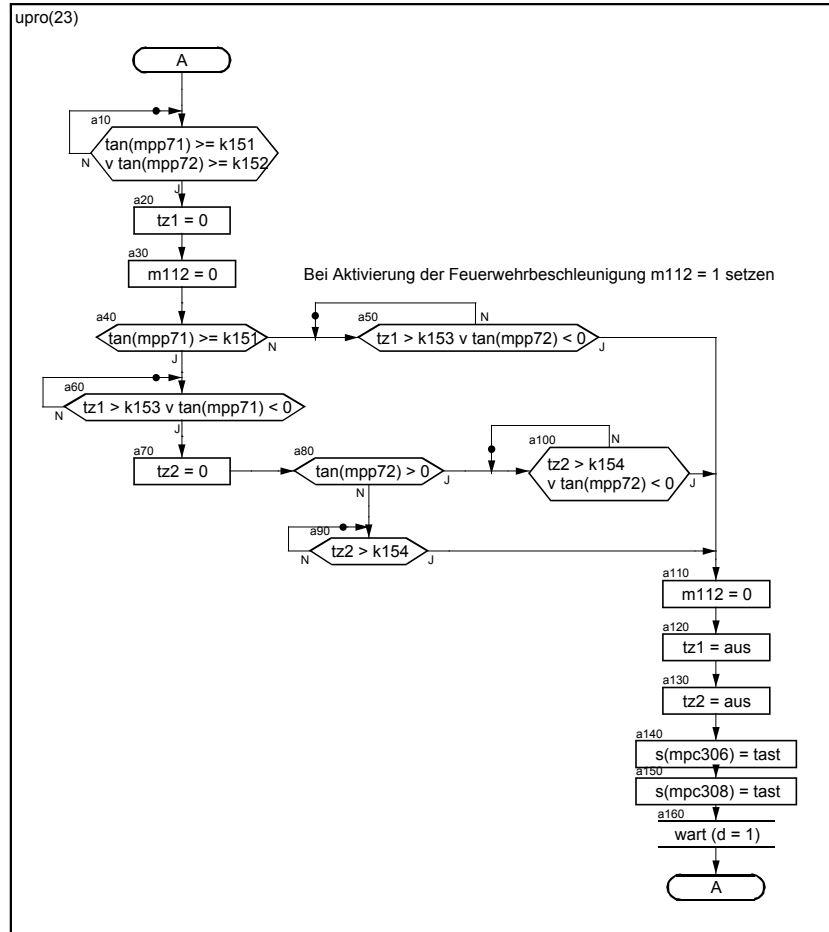 upro(23)
A
a10
tan(mpp71) >= k151
v tan(mpp72) >= k152
N
J
a20
tz1 = 0
a30
m112 = 0
Bei Aktivierung der Feuerwehrbeschleunigung m112 = 1 setzen
a40
tan(mpp71) >= k151
N
J
a50
N
tz1 > k153 v tan(mpp72) < 0
J
a60
tz1 > k153 v tan(mpp71) < 0
N
J
a70
tz2 = 0
a80
tan(mpp72) > 0
J
N
a100
N
tz2 > k154
v tan(mpp72) < 0
J
a90
tz2 > k154
N
J
a110
m112 = 0
a120
tz1 = aus
a130
tz2 = aus
a140
s(mpc306) = tast
a150
s(mpc308) = tast
a160
wart (d = 1)
A